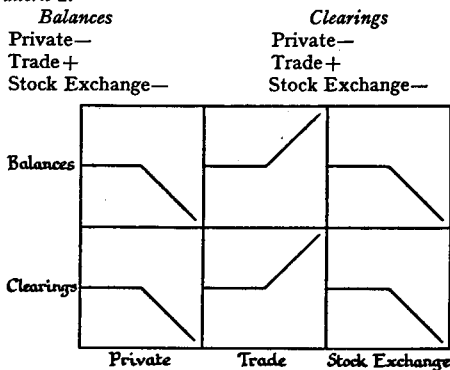 Balances Clearings
Private— Private—
Trade+ Trade+
Stock Exchange— Stock Exchange—
Balances
Clearings
Private Trade Stock Exchange